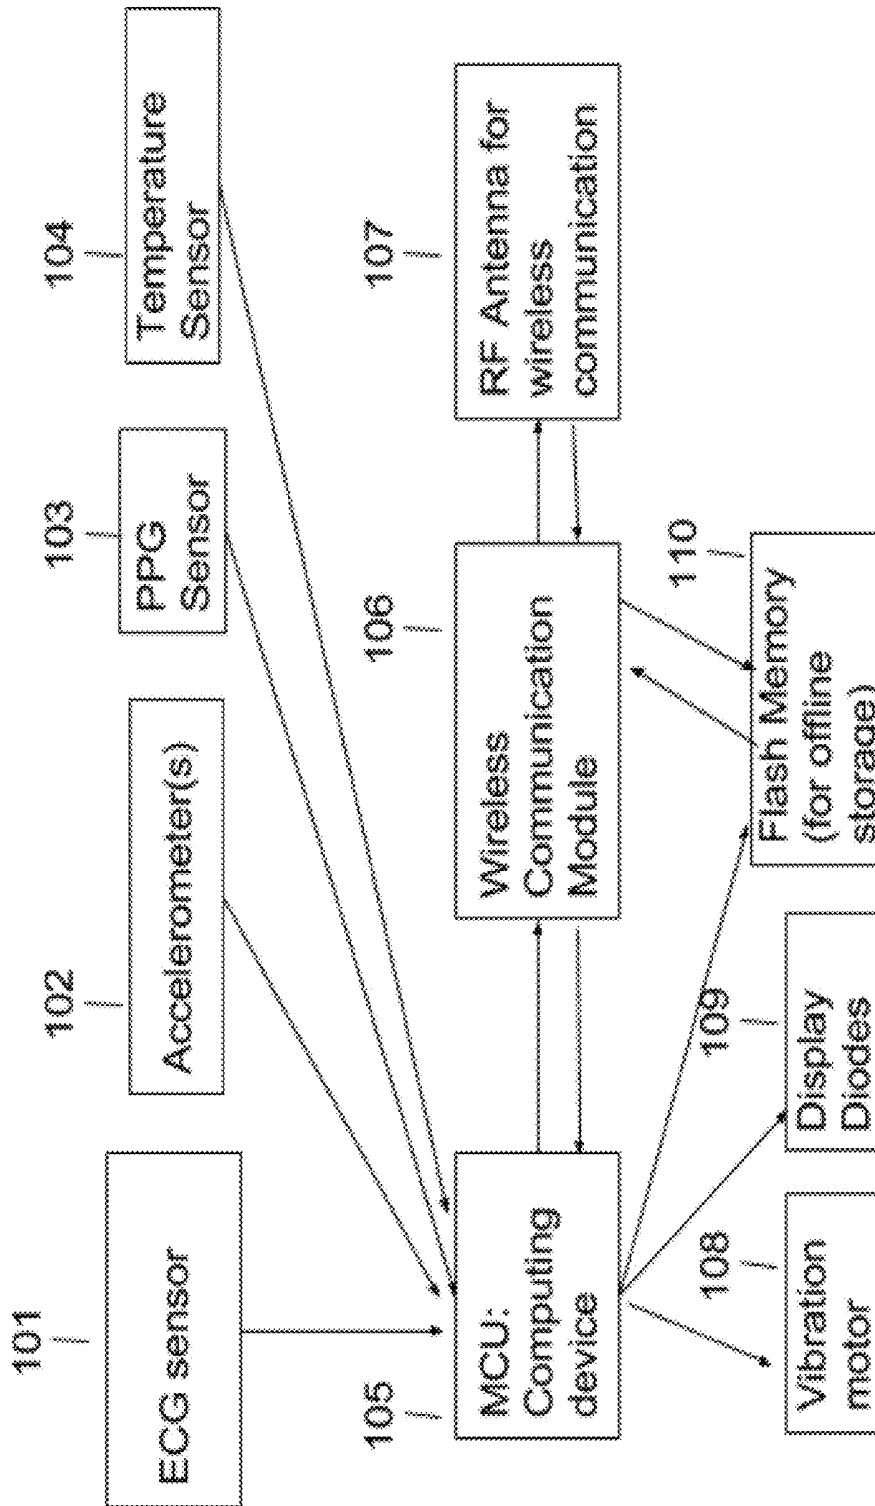 101
ECG sensor
102
Accelerometer(s)
103
PPG
Sensor
104
Temperature
Sensor
105
MCU:
Computing
device
106
Wireless
Communication
Module
107
RF Antenna for
wireless
communication
108
Vibration
motor
109
Display
Diodes
110
Flash Memory
(for offline
storage)